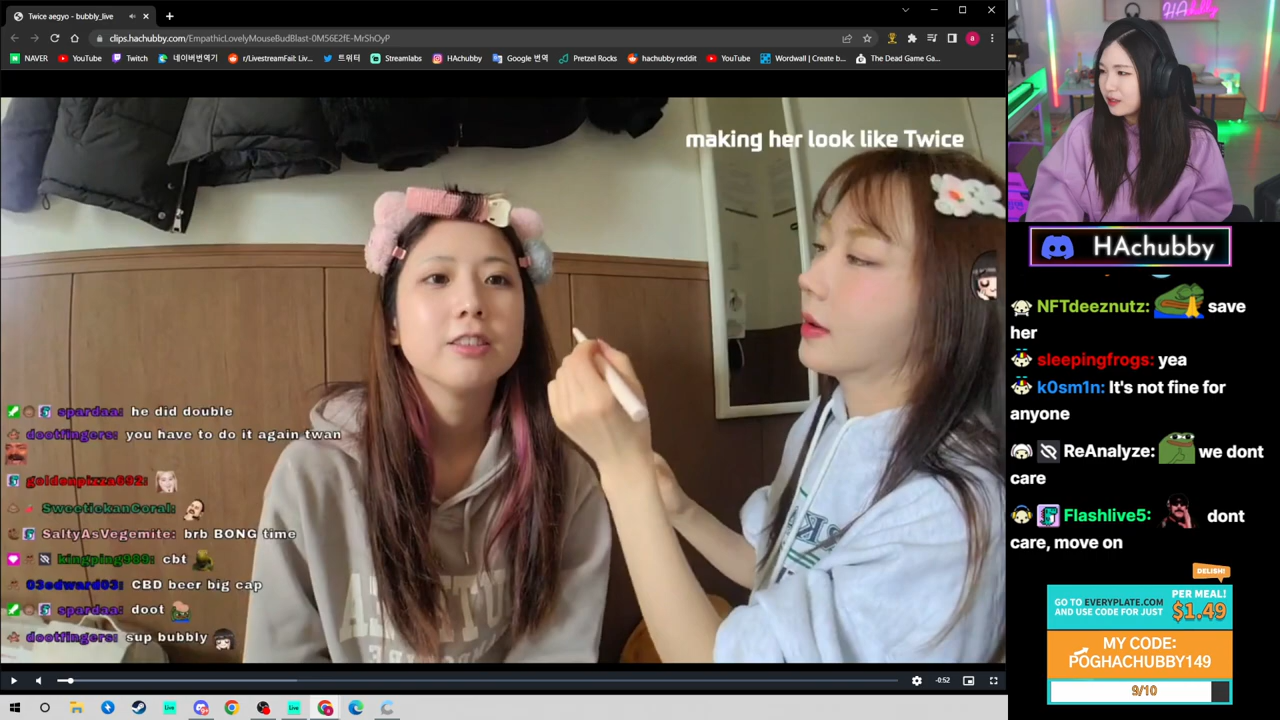 Twice aegyo - bubbly_live
clips.hachubby.com/EmpathicLovelyMouseBudBlast-0M56E2fE-MrShOyP
NAVER
YouTube
Twitch
네이버번역기
r/LivestreamFail: Liv...
트위터
Streamlabs
HAchubby
Google 번역
Pretzel Rocks
hachubby reddit
YouTube
Wordwall | Create b...
The Dead Game Ga...
making her look like Twice
spardaa: he did double
dootfingers: you have to do it again twan
goldenpizza692:
SweetickanCoral:
SaltyAsVegemite: brb BONG time
kingping989: cbt
03edward03: CBD beer big cap
spardaa: doot
dootfingers: sup bubbly
-0:52
HAchubby
NFTdeeznutz: save
her
sleepingfrogs: yea
k0sm1n: It's not fine for
anyone
ReAnalyze: we dont
care
Flashlive5: dont
care, move on
DELISH!
GO TO EVERYPLATE.COM
AND USE CODE FOR JUST
PER MEAL!
$1.49
MY CODE:
POGHACHUBBY149
9/10